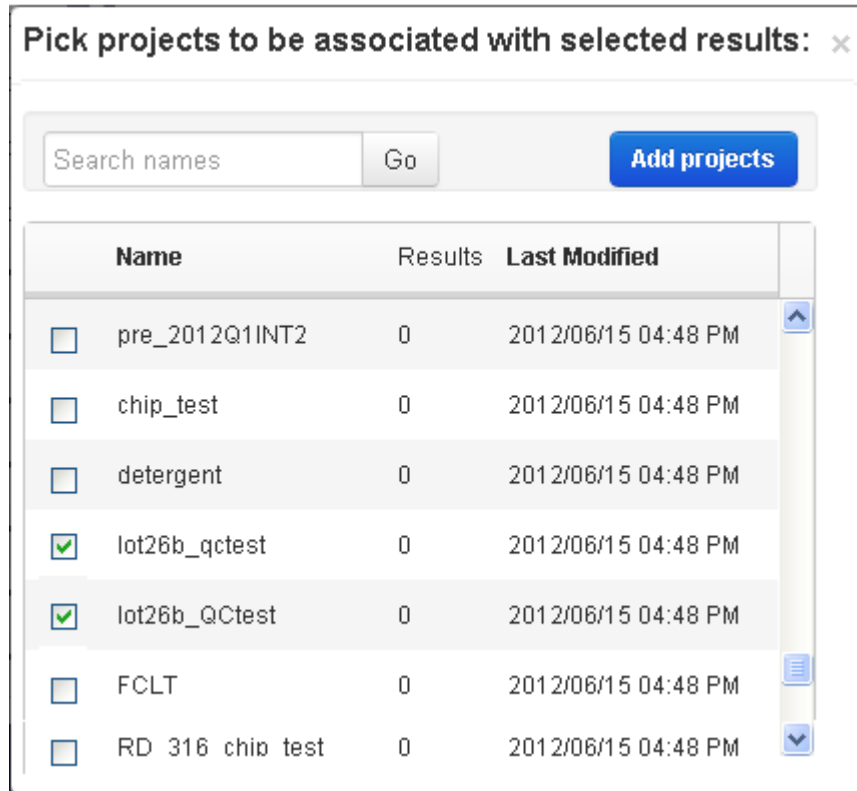 Pick projects to be associated with selected results: ×
Search names Go Add projects
Name Results Last Modified
pre_2012Q1INT2 0 2012/06/15 04:48 PM
chip_test 0 2012/06/15 04:48 PM
detergent 0 2012/06/15 04:48 PM
lot26b_qctest 0 2012/06/15 04:48 PM
lot26b_QCtest 0 2012/06/15 04:48 PM
FCLT 0 2012/06/15 04:48 PM
RD_316_chip_test 0 2012/06/15 04:48 PM